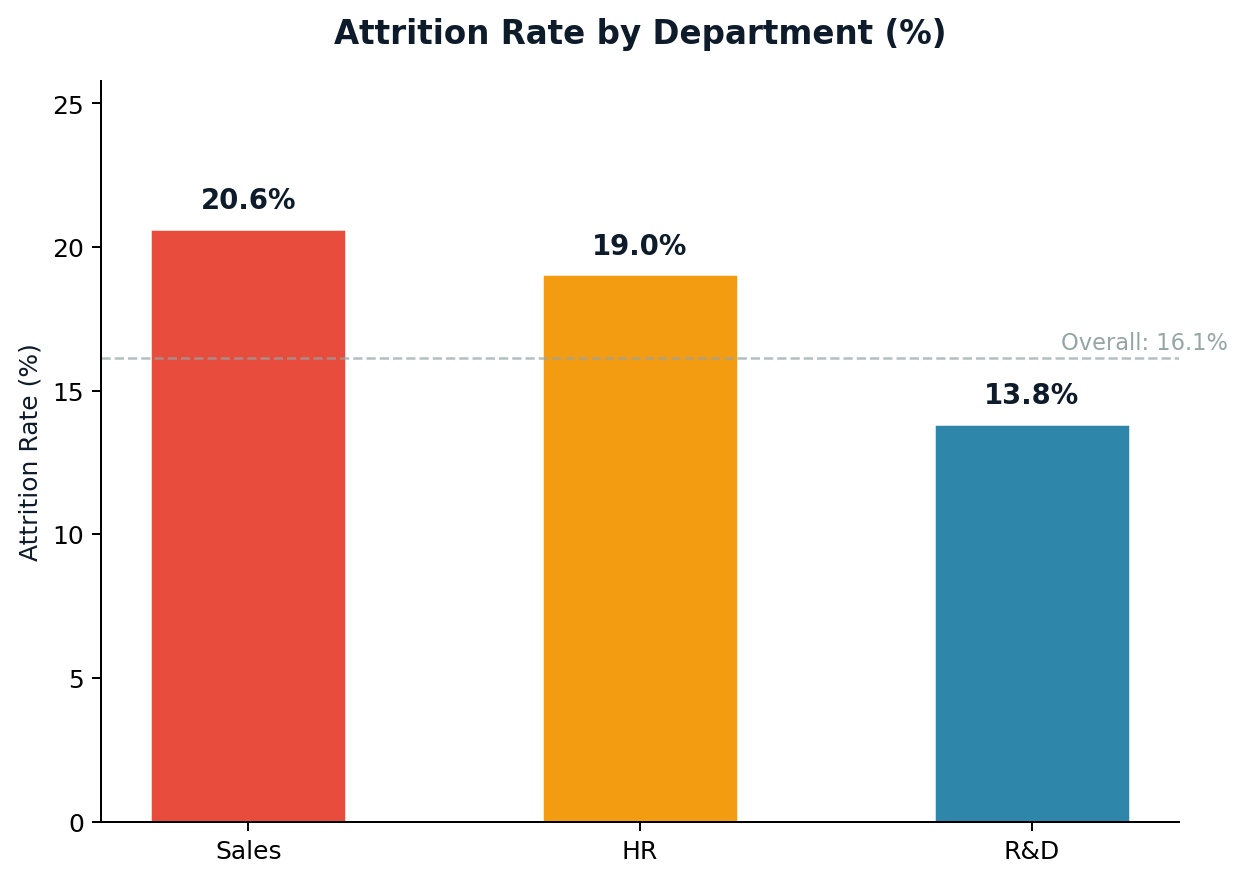 Attrition Rate by Department (%)
Attrition Rate (%)
25
20
15
10
5
0
20.6%
19.0%
13.8%
Overall: 16.1%
Sales
HR
R&D